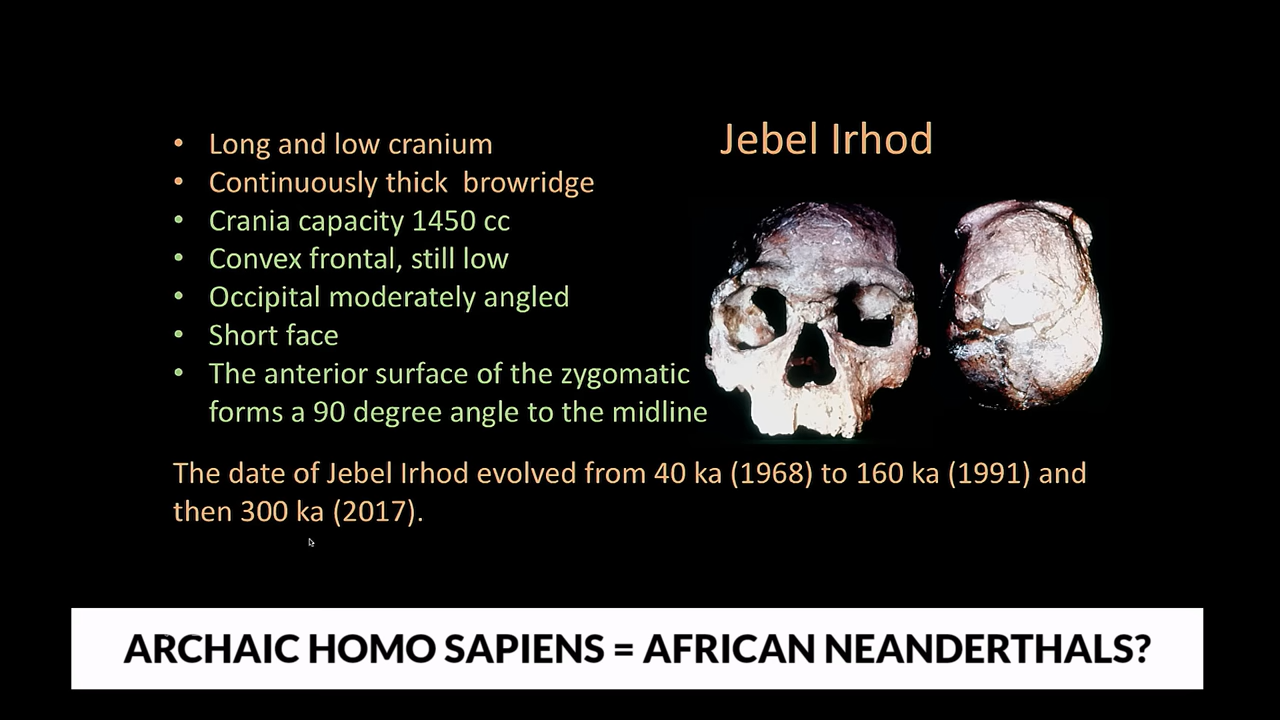 Jebel Irhod
• Long and low cranium
• Continuously thick  browridge
• Crania capacity 1450 cc
• Convex frontal, still low
• Occipital moderately angled
• Short face
• The anterior surface of the zygomatic
forms a 90 degree angle to the midline
The date of Jebel Irhod evolved from 40 ka (1968) to 160 ka (1991) and
then 300 ka (2017).
ARCHAIC HOMO SAPIENS = AFRICAN NEANDERTHALS?